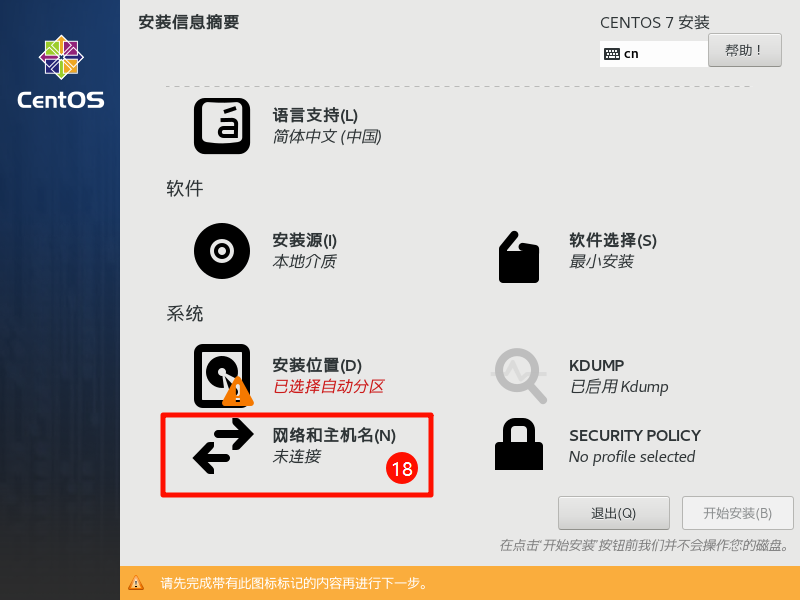 安装信息摘要
CENTOS 7 安装
cn
帮助！
CentOS
á
语言支持(L)
简体中文 (中国)
软件
安装源(I)
本地介质
软件选择(S)
最小安装
系统
安装位置(D)
已选择自动分区
KDUMP
已启用 Kdump
网络和主机名(N)
未连接
18
SECURITY POLICY
No profile selected
退出(Q)
开始安装(B)
在点击'开始安装'按钮前我们并不会操作您的磁盘。
请先完成带有此图标标记的内容再进行下一步。